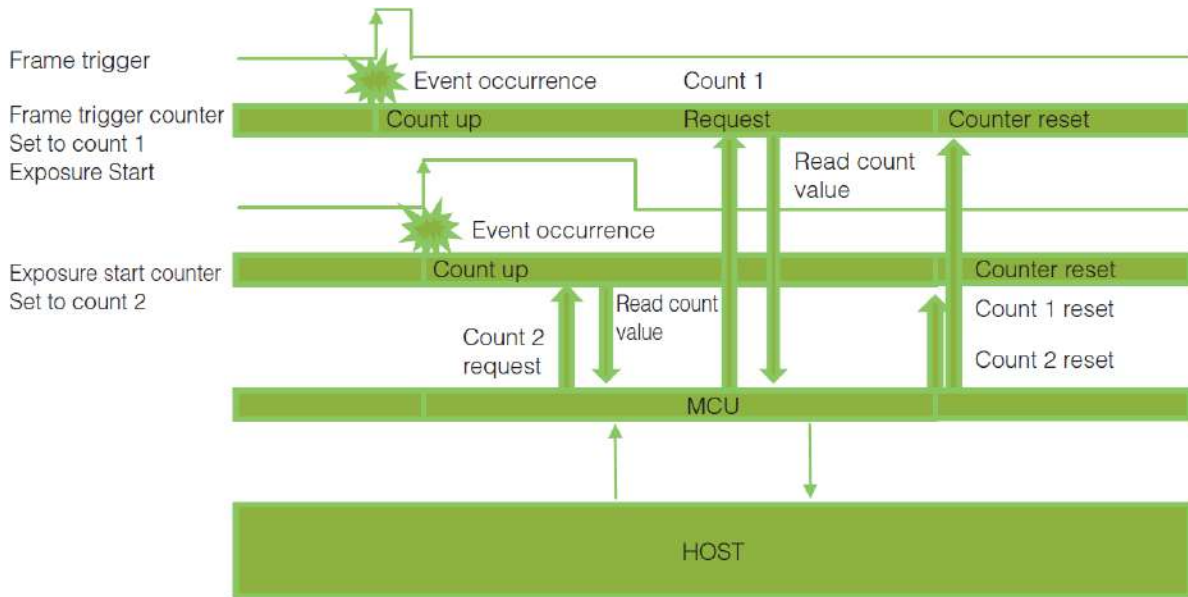 Frame trigger
Event occurrence
Count 1
Frame trigger counter
Set to count 1
Exposure Start
Count up
Request
Counter reset
Read count
value
Event occurrence
Exposure start counter
Set to count 2
Count up
Counter reset
Count 2
request
Read count
value
Count 1 reset
Count 2 reset
MCU
HOST